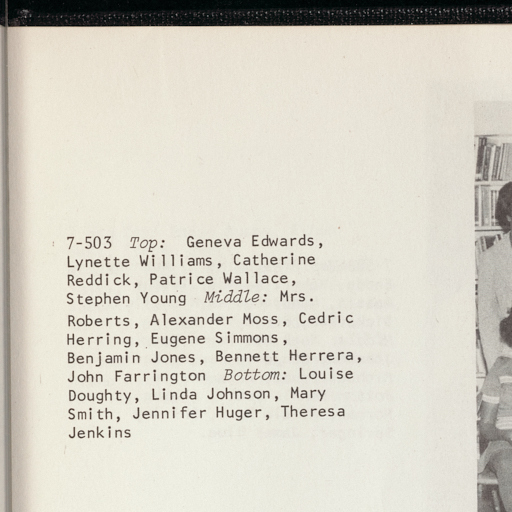 7-503 Top: Geneva Edwards,
Lynette Williams, Catherine
Reddick, Patrice Wallace,
Stephen Young Middle: Mrs.
Roberts, Alexander Moss, Cedric
Herring, Eugene Simmons,
Benjamin Jones, Bennett Herrera,
John Farrington Bottom: Louise
Doughty, Linda Johnson, Mary
Smith, Jennifer Huger, Theresa
Jenkins